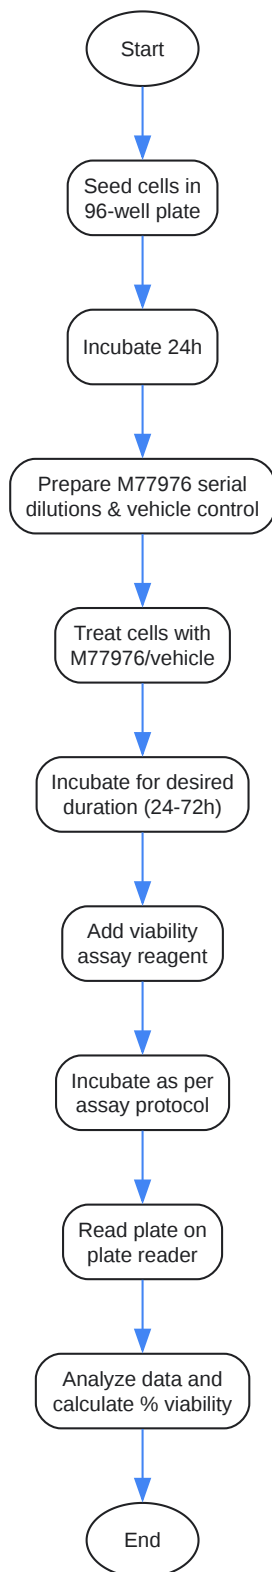 Start
Seed cells in
96-well plate
Incubate 24h
Prepare M77976 serial
dilutions & vehicle control
Treat cells with
M77976/vehicle
Incubate for desired
duration (24-72h)
Add viability
assay reagent
Incubate as per
assay protocol
Read plate on
plate reader
Analyze data and
calculate % viability
End